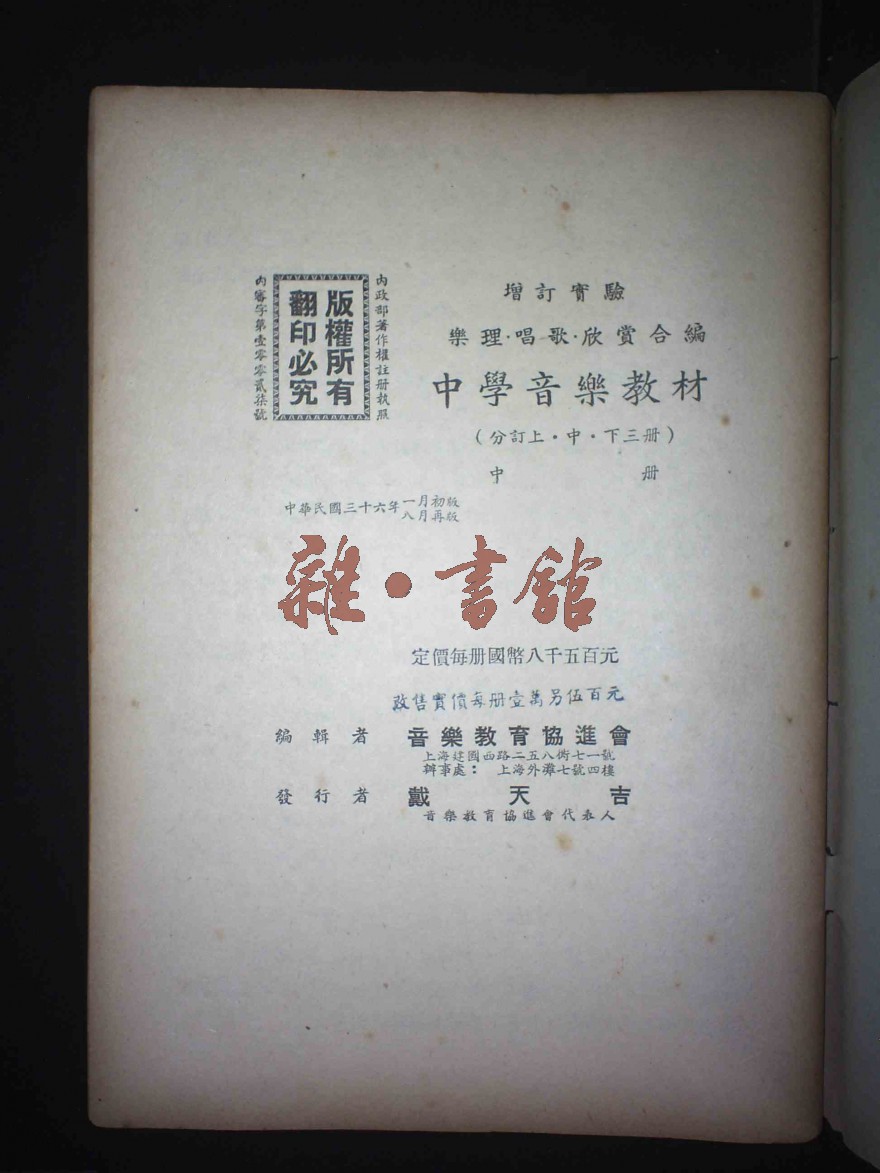 增訂實驗
樂理·唱歌·欣賞合編
中學音樂教材
(分訂上·中·下三册)
中 册
內政部著作權註册執照
版權所有
翻印必究
內審字第壹零零貳柒號
中華民國三十六年一月初版
八月再版
雜·書館
定價每册國幣八千五百元
改售實價每册壹萬另伍百元
編輯者 音樂教育協進會
上海建國西路二五八衖七一號
辦事處： 上海外灘七號四樓
發行者 戴天吉
音樂教育協進會代表人